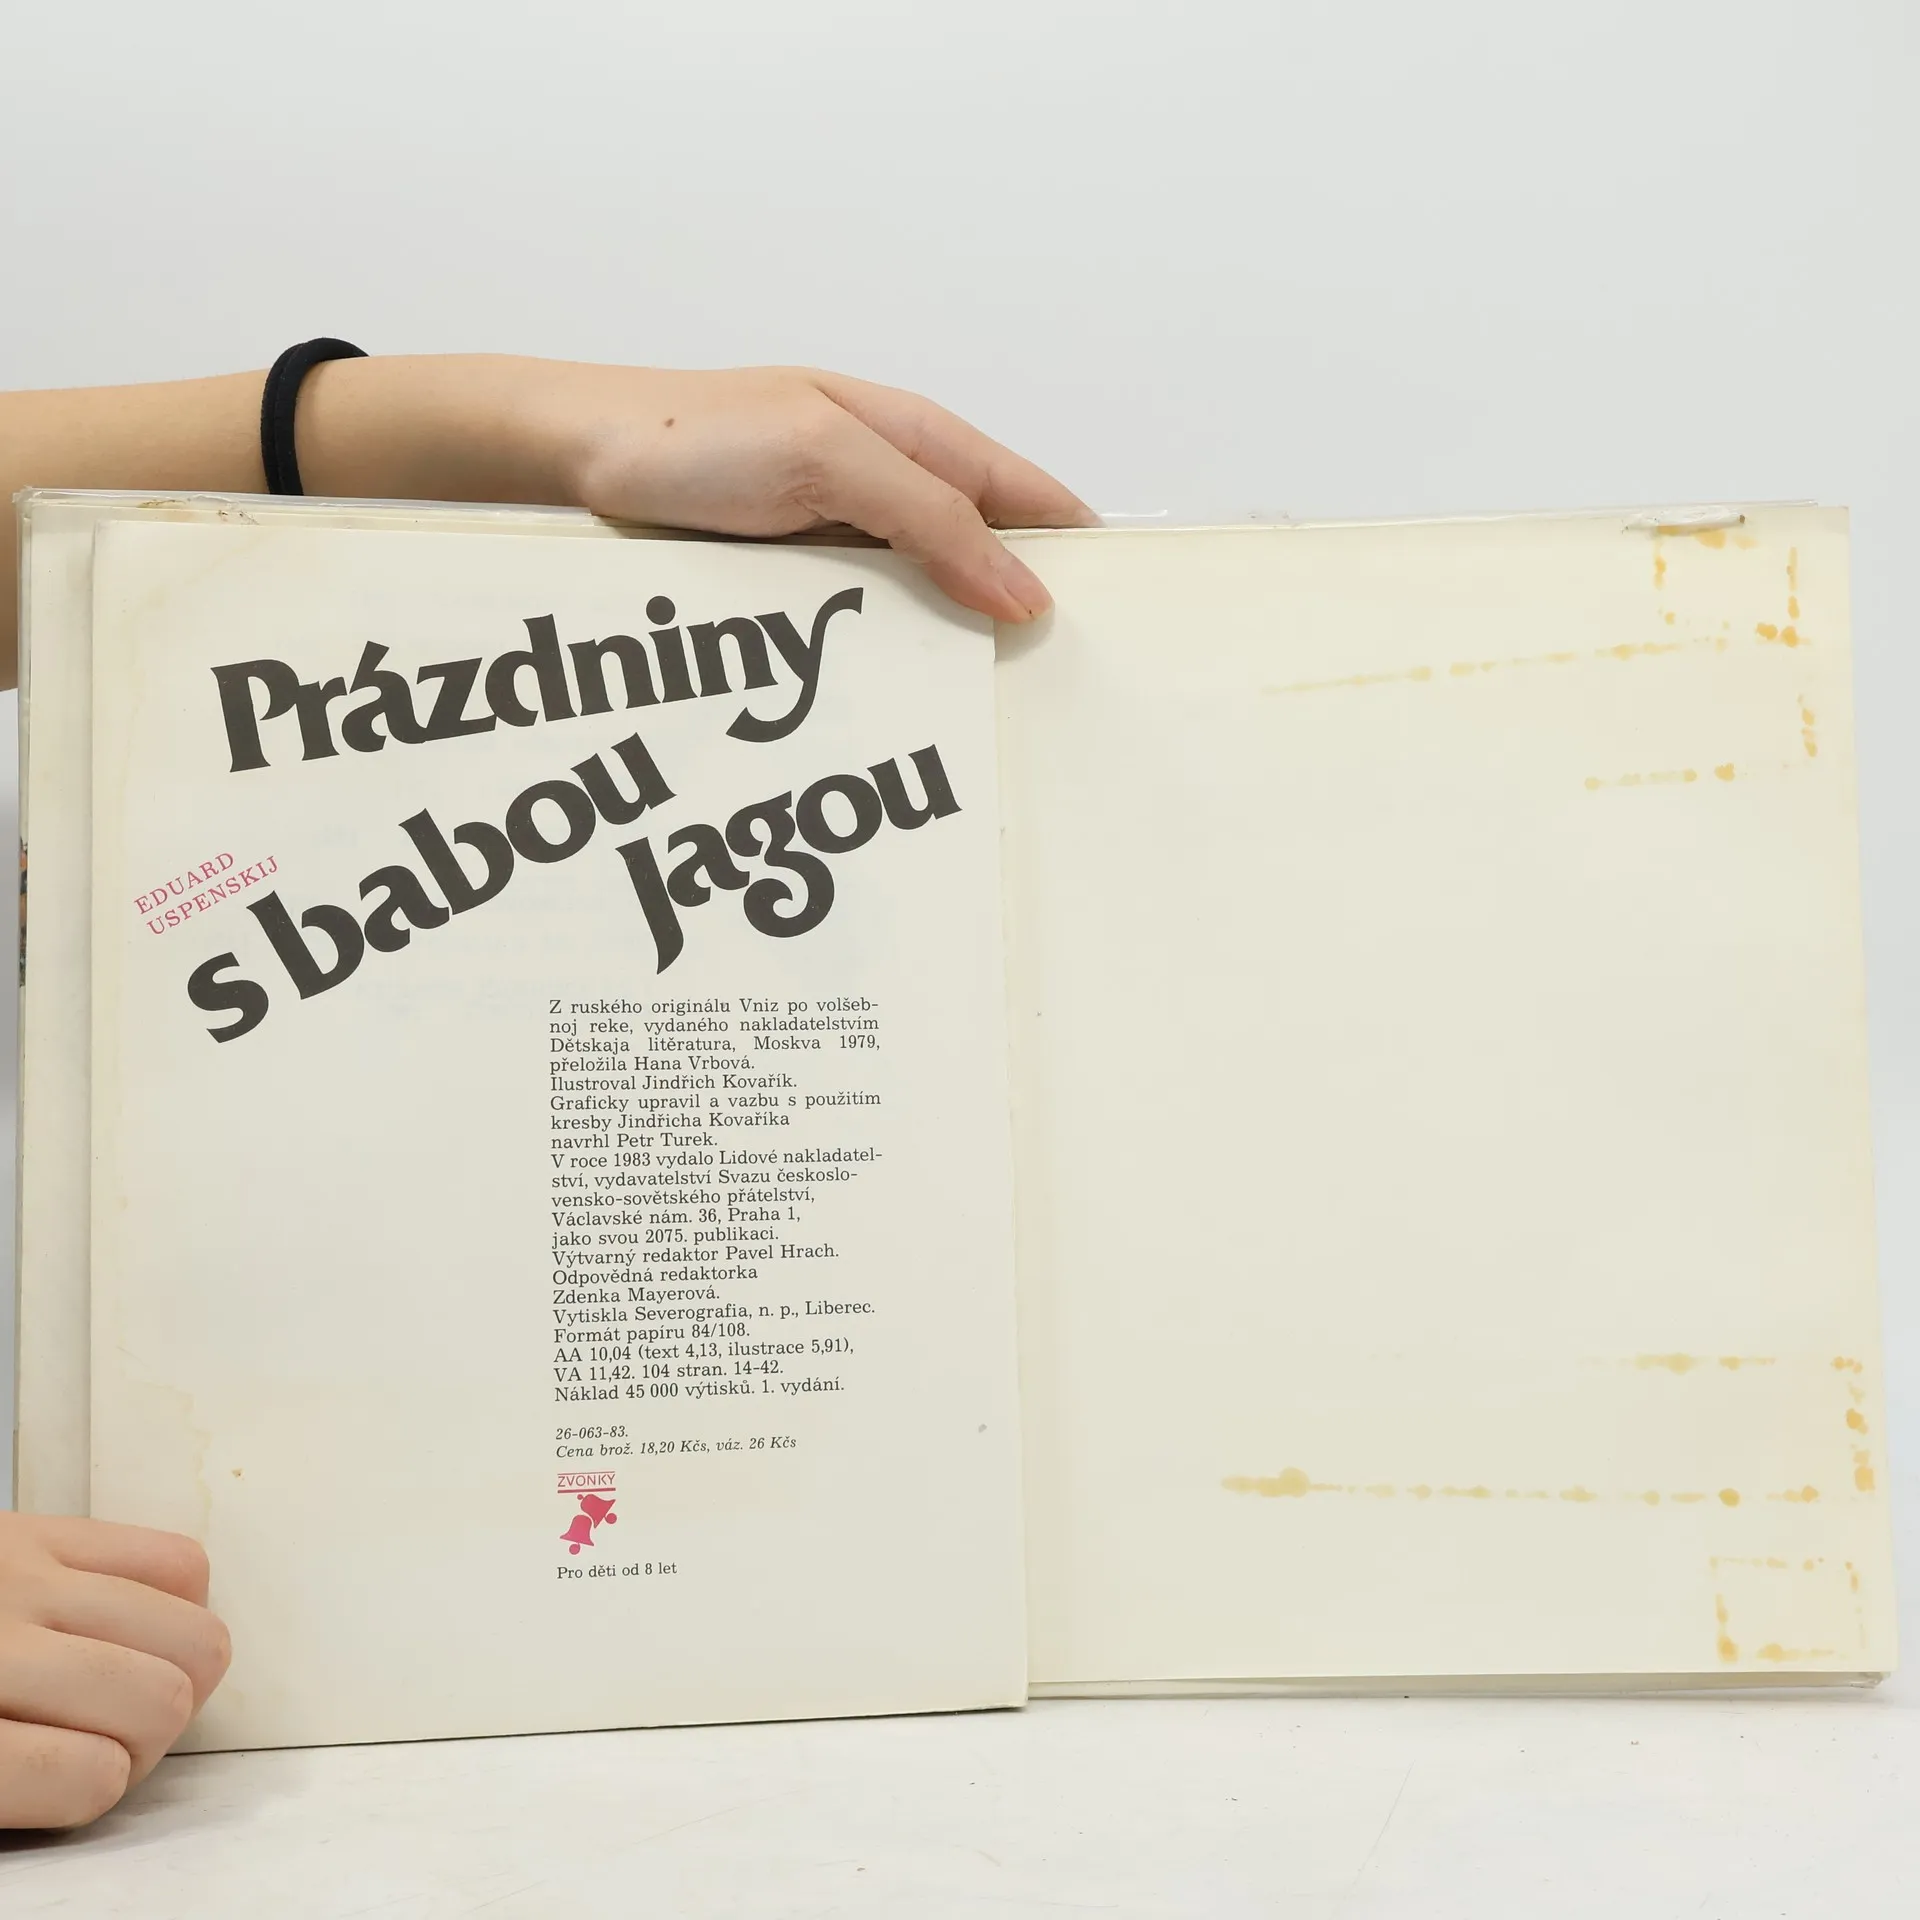 Prázdniny
s babou
jagou
EDUARD
USPENSKIJ
Z ruského originálu Vniz po volšeb-
noj reke, vydaného nakladatelstvím
Dětskaja litěratura, Moskva 1979,
přeložila Hana Vrbová.
Ilustroval Jindřich Kovařík.
Graficky upravil a vazbu s použitím
kresby Jindřicha Kovaříka
navrhl Petr Turek.
V roce 1983 vydalo Lidové nakladatel-
ství, vydavatelství Svazu českoslo-
vensko-sovětského přátelství,
Václavské nám. 36, Praha 1,
jako svou 2075. publikaci.
Výtvarný redaktor Pavel Hrach.
Odpovědná redaktorka
Zdenka Mayerová.
Vytiskla Severografia, n. p., Liberec.
Formát papíru 84/108.
AA 10,04 (text 4,13, ilustrace 5,91),
VA 11,42. 104 stran. 14-42.
Náklad 45 000 výtisků. 1. vydání.
26-063-83.
Cena brož. 18,20 Kčs, váz. 26 Kčs
ZVONKY
Pro děti od 8 let